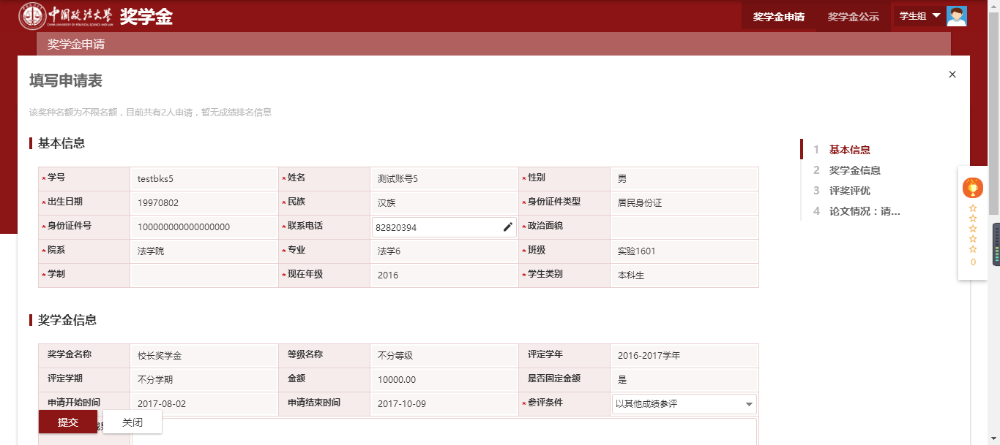 中国政法大学 奖学金 奖学金申请 奖学金公示 学生组
CHINA UNIVERSITY OF POLITICAL SCIENCE AND LAW
奖学金申请
填写申请表 ×
该奖种名额为不限名额，目前共有2人申请，暂无成绩排名信息
基本信息
*学号 testbks5 *姓名 测试账号5 *性别 男
*出生日期 19970802 *民族 汉族 *身份证件类型 居民身份证
*身份证件号 100000000000000000 *联系电话 82820394 *政治面貌
*院系 法学院 *专业 法学6 *班级 实验1601
*学制 *现在年级 2016 *学生类别 本科生
奖学金信息
奖学金名称 校长奖学金 等级名称 不分等级 评定学年 2016-2017学年
评定学期 不分学期 金额 10000.00 是否固定金额 是
申请开始时间 2017-08-02 申请结束时间 2017-10-09 *参评条件 以其他成绩参评
提交 关闭
1 基本信息
2 奖学金信息
3 评奖评优
4 论文情况：请...
0